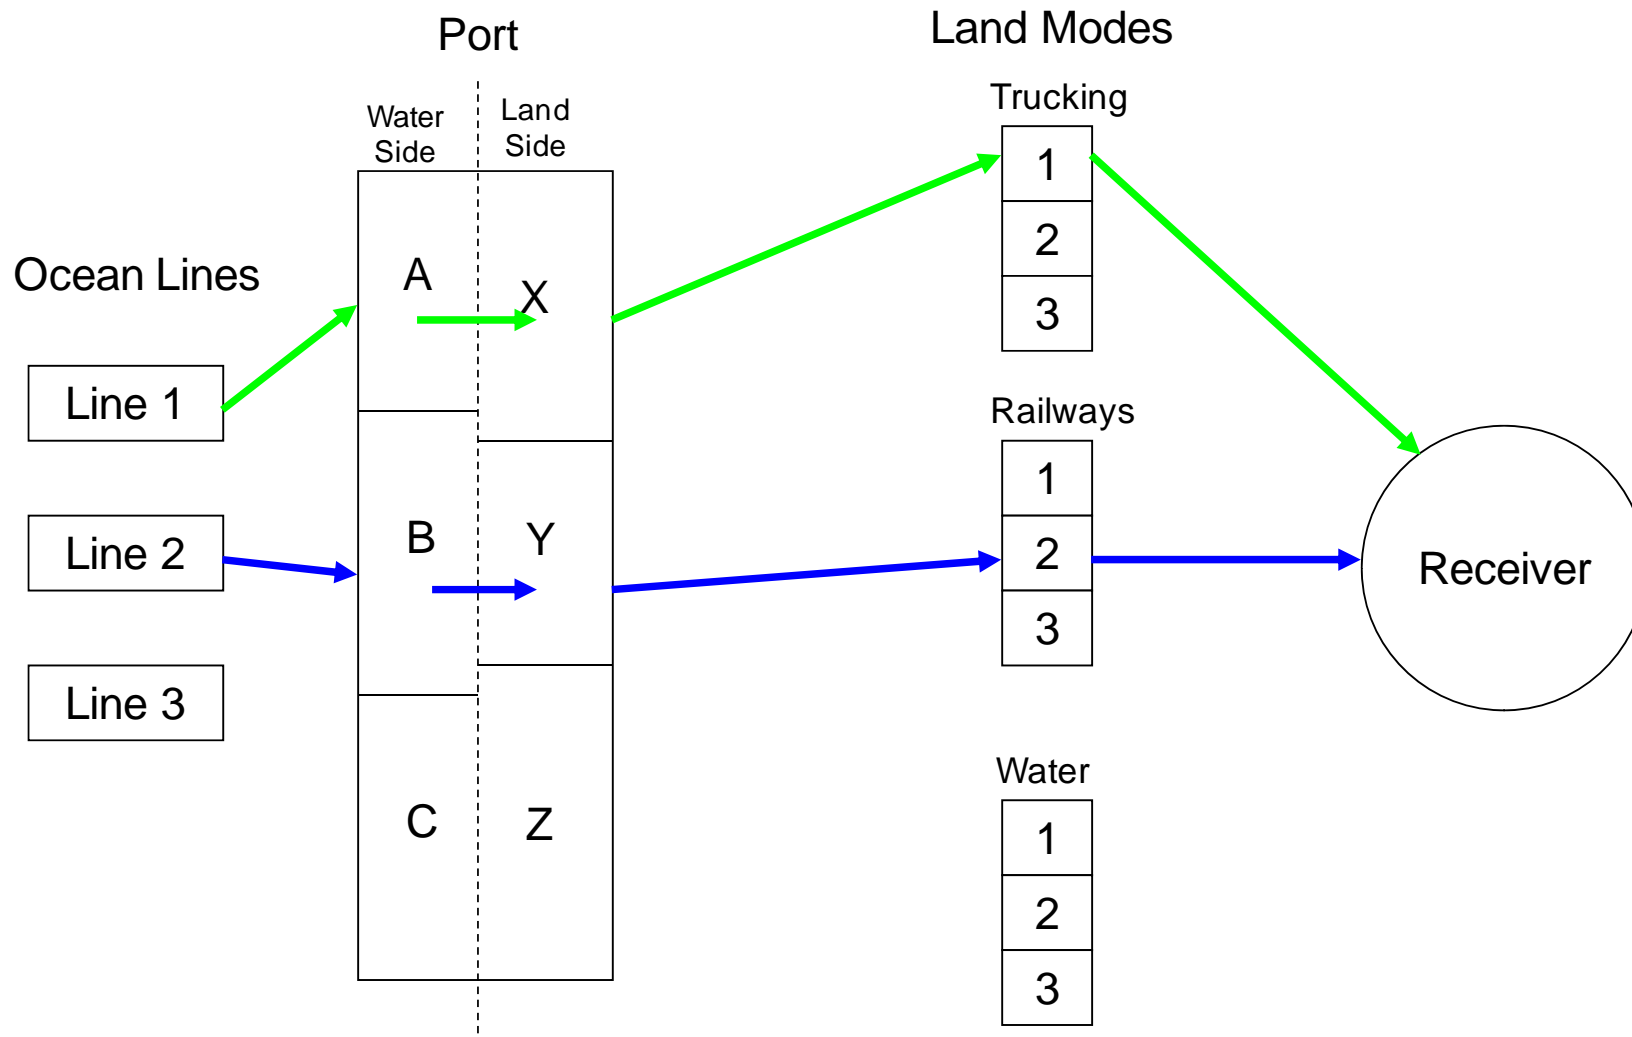 Port
Land Modes
Water
Side
Land
Side
Trucking
Ocean Lines
Line 1
Line 2
Line 3
A
X
B
Y
C
Z
1
2
3
Railways
1
2
3
Water
1
2
3
Receiver